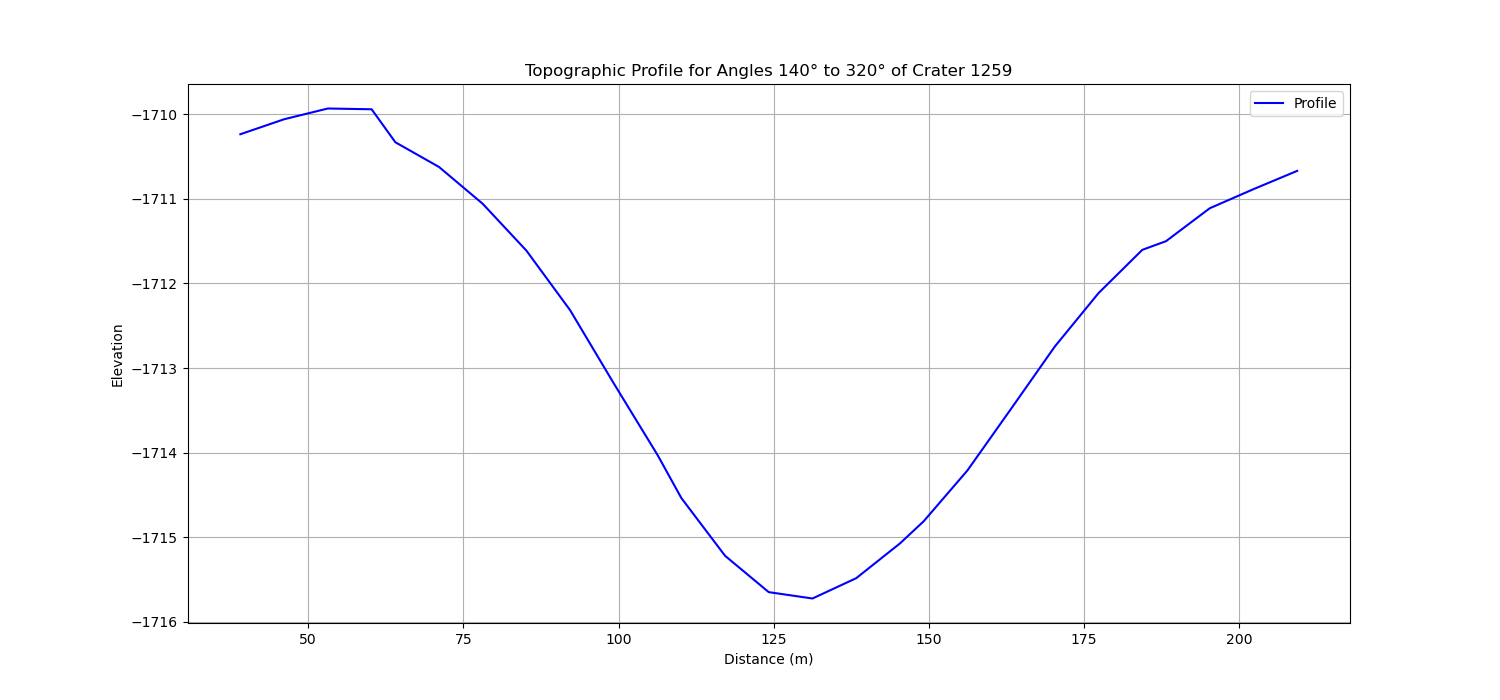 Topographic Profile for Angles 140° to 320° of Crater 1259
Profile
−1710
−1711
−1712
−1713
−1714
−1715
−1716
Elevation
50 75 100 125 150 175 200
Distance (m)